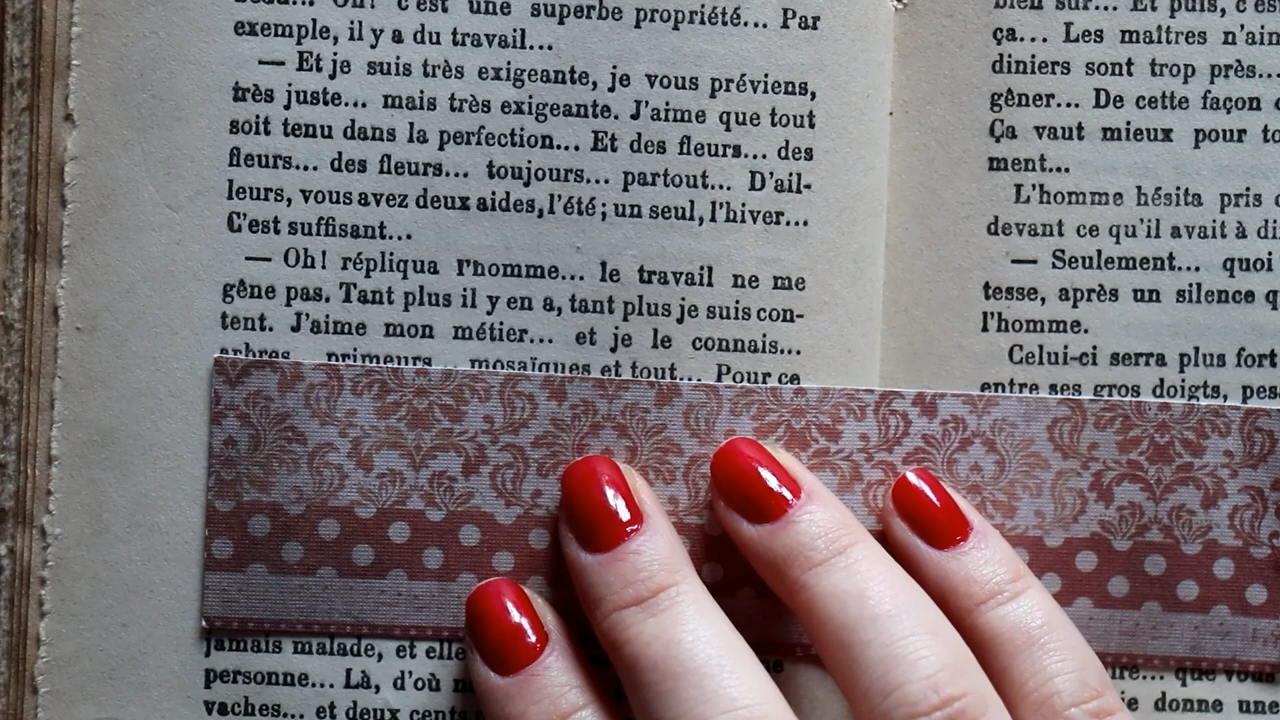 beau... Oh! c'est une superbe propriété... Par
exemple, il y a du travail...
— Et je suis très exigeante, je vous préviens,
très juste... mais très exigeante. J'aime que tout
soit tenu dans la perfection... Et des fleurs... des
fleurs... des fleurs... toujours... partout... D'ail-
leurs, vous avez deux aides, l'été; un seul, l'hiver...
C'est suffisant...
— Oh! répliqua l'homme... le travail ne me
gêne pas. Tant plus il y en a, tant plus je suis con-
tent. J'aime mon métier... et je le connais...
arbres... primeurs... mosaïques et tout... Pour ce
jamais malade, et elle
personne... Là, d'où
vaches... et deux cents
bien sûr... Et puis, c'est
ça... Les maîtres n'aim
diniers sont trop près...
gêner... De cette façon
Ça vaut mieux pour to
ment...
L'homme hésita pris
devant ce qu'il avait à di
— Seulement... quoi
tesse, après un silence q
l'homme.
Celui-ci serra plus fort
entre ses gros doigts, pes
ire... que vous
je donne une